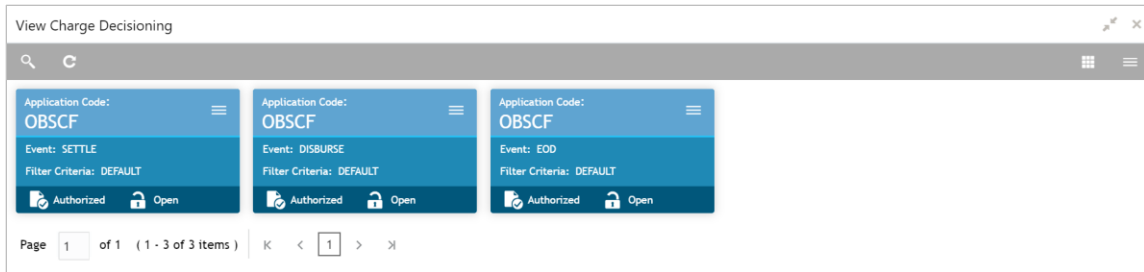 View Charge Decisioning
Application Code:
OBSCF
Event: SETTLE
Filter Criteria: DEFAULT
Authorized Open
Application Code:
OBSCF
Event: DISBURSE
Filter Criteria: DEFAULT
Authorized Open
Application Code:
OBSCF
Event: EOD
Filter Criteria: DEFAULT
Authorized Open
Page 1 of 1 ( 1 - 3 of 3 items ) 1